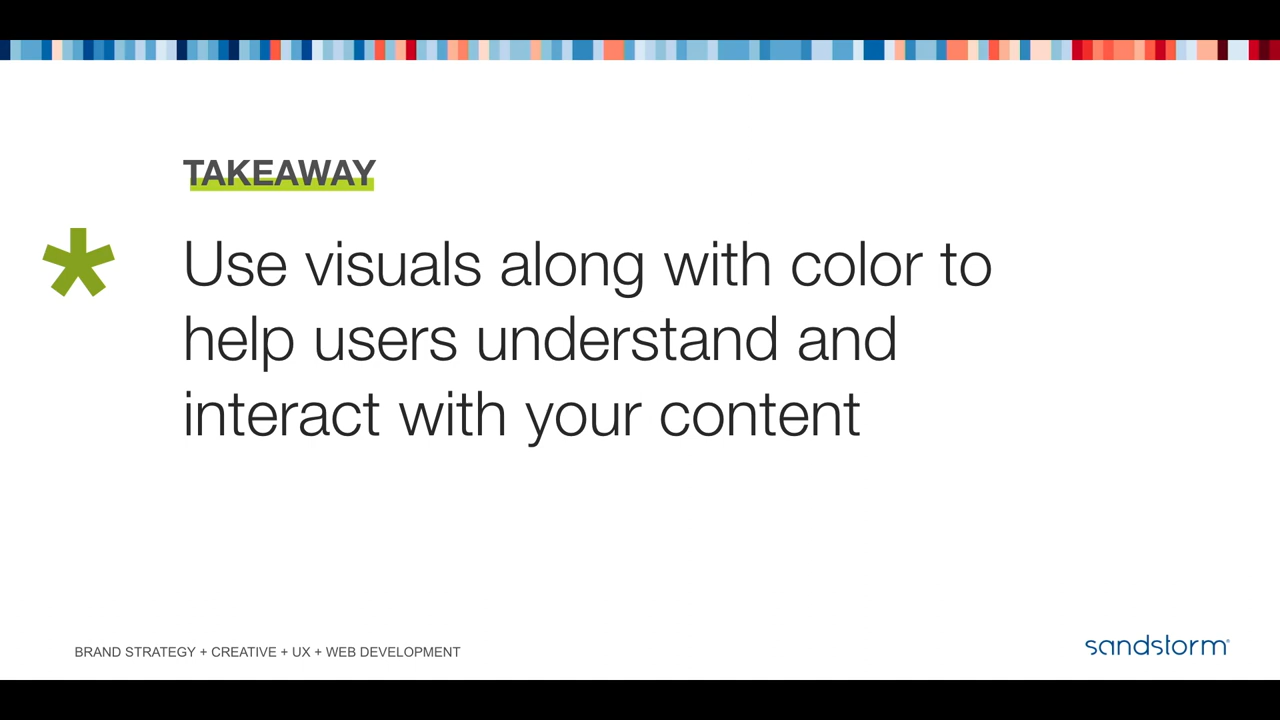 TAKEAWAY
Use visuals along with color to
help users understand and
interact with your content
BRAND STRATEGY + CREATIVE + UX + WEB DEVELOPMENT
sandstorm®